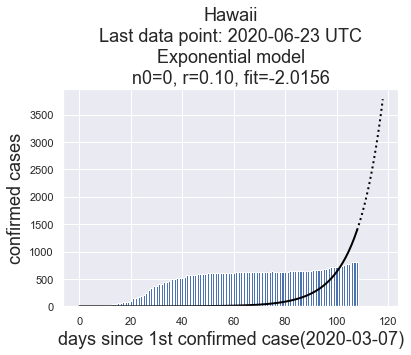 Hawaii
Last data point: 2020-06-23 UTC
Exponential model
n0=0, r=0.10, fit=-2.0156
confirmed cases
3500
3000
2500
2000
1500
1000
500
0
0 20 40 60 80 100 120
days since 1st confirmed case(2020-03-07)